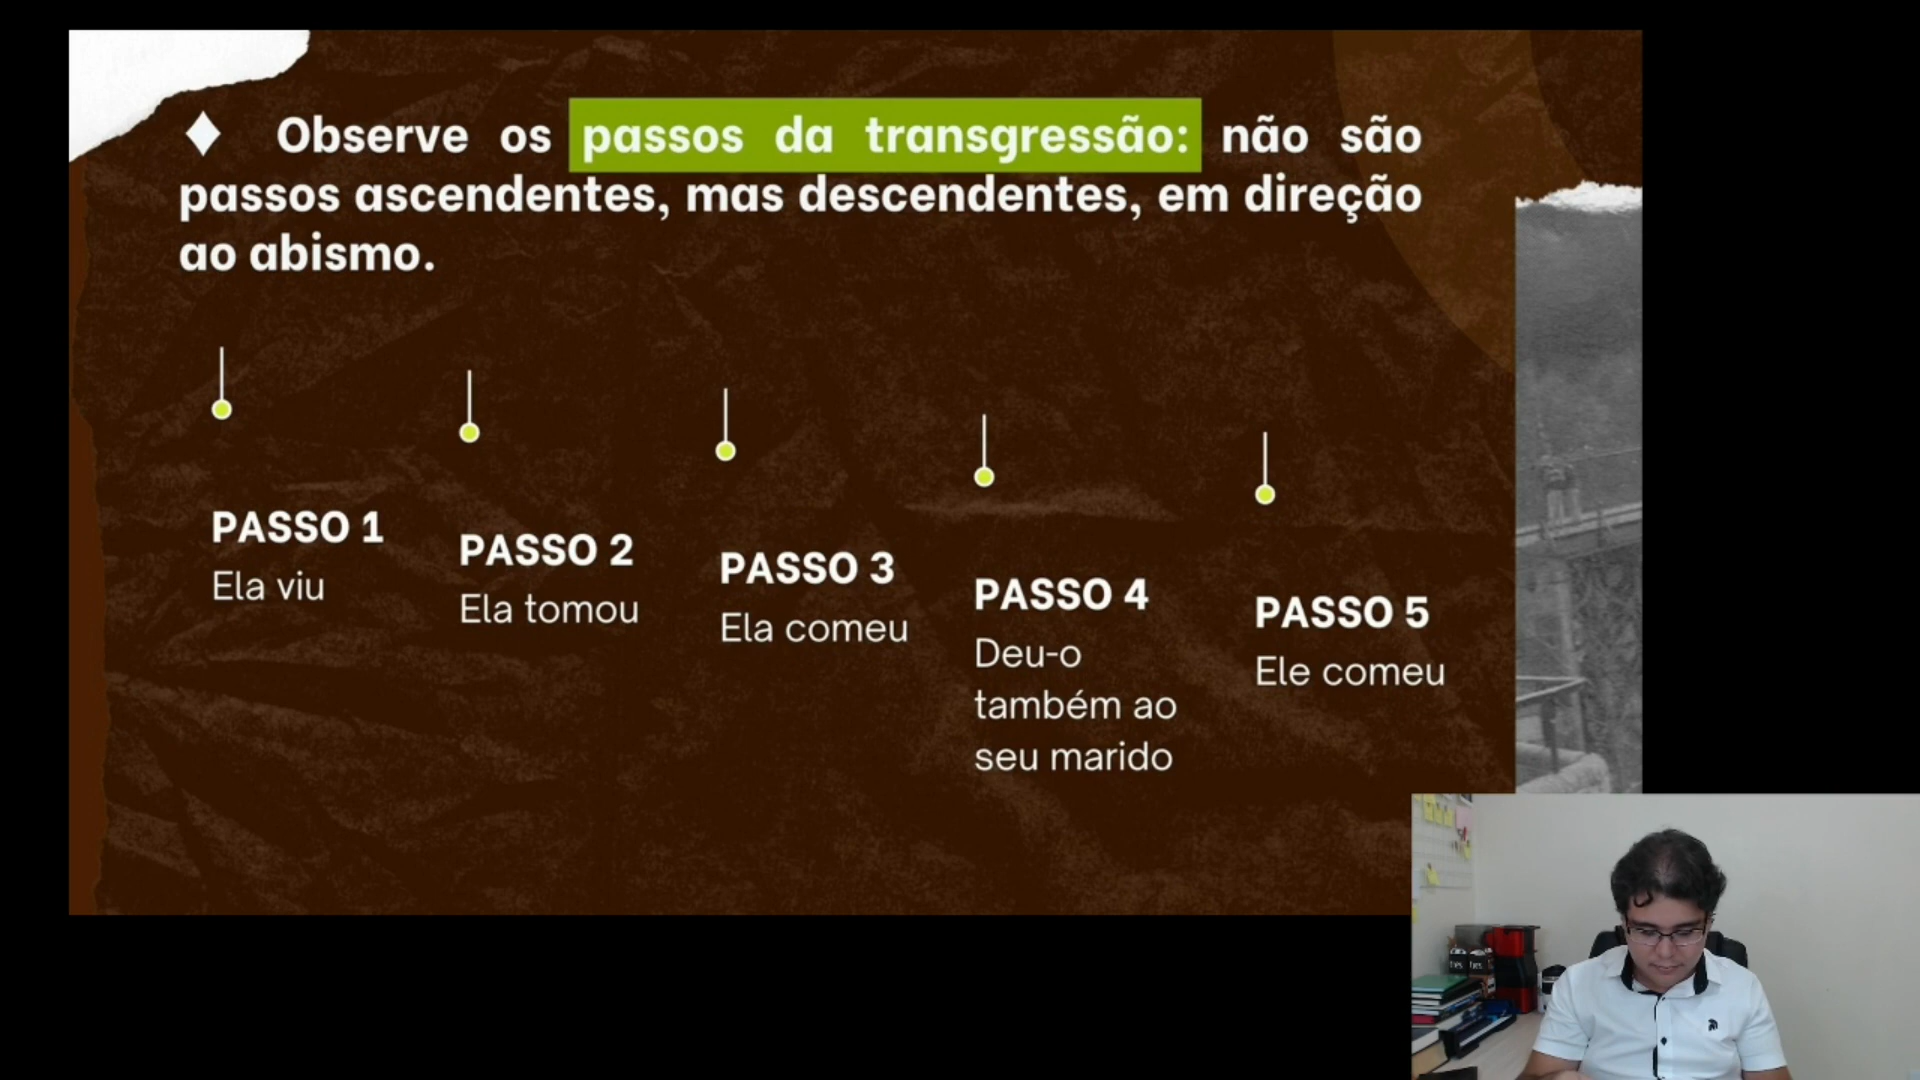 ♦ Observe os passos da transgressão: não são
passos ascendentes, mas descendentes, em direção
ao abismo.
PASSO 1
Ela viu
PASSO 2
Ela tomou
PASSO 3
Ela comeu
PASSO 4
Deu-o
também ao
seu marido
PASSO 5
Ele comeu